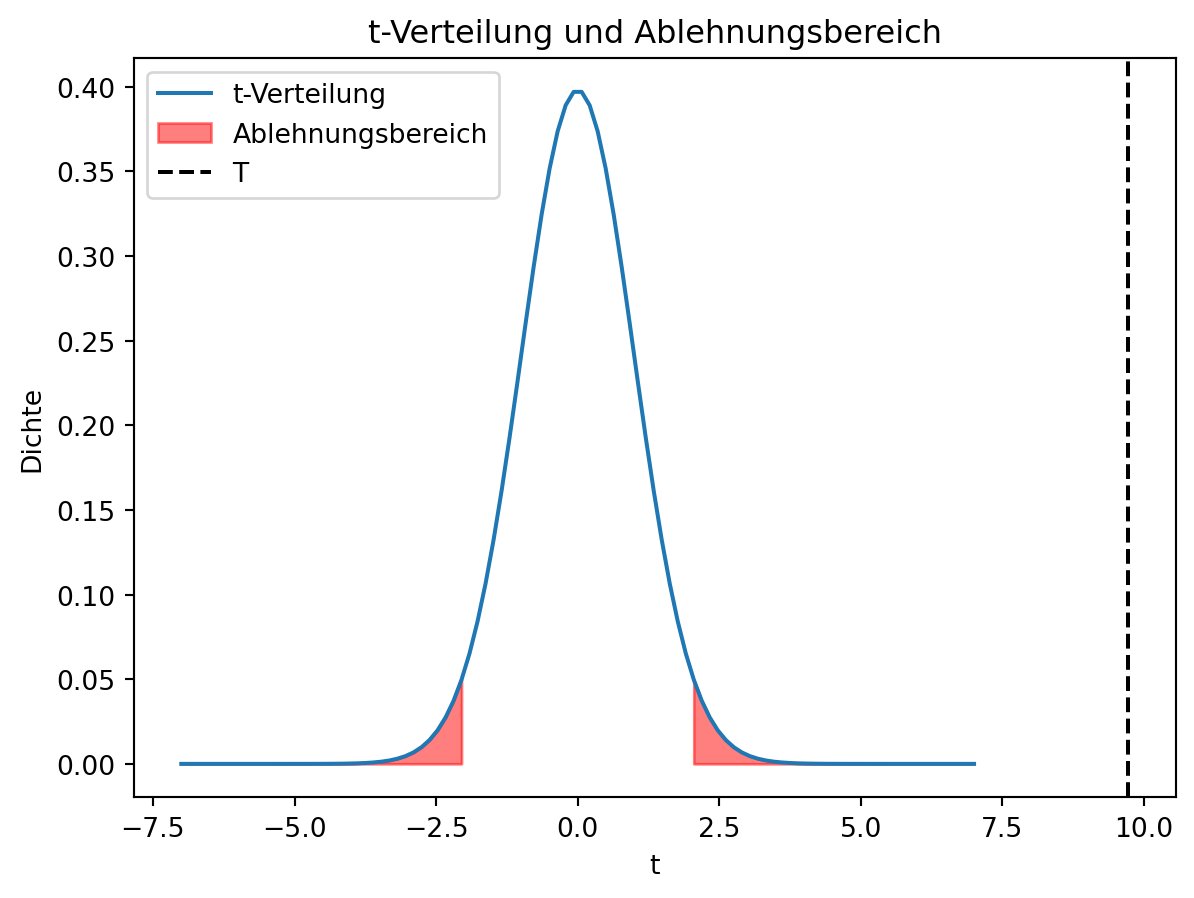 t-Verteilung und Ablehnungsbereich
t-Verteilung
Ablehnungsbereich
T
0.40
0.35
0.30
0.25
0.20
0.15
0.10
0.05
0.00
Dichte
−7.5 −5.0 −2.5 0.0 2.5 5.0 7.5 10.0
t